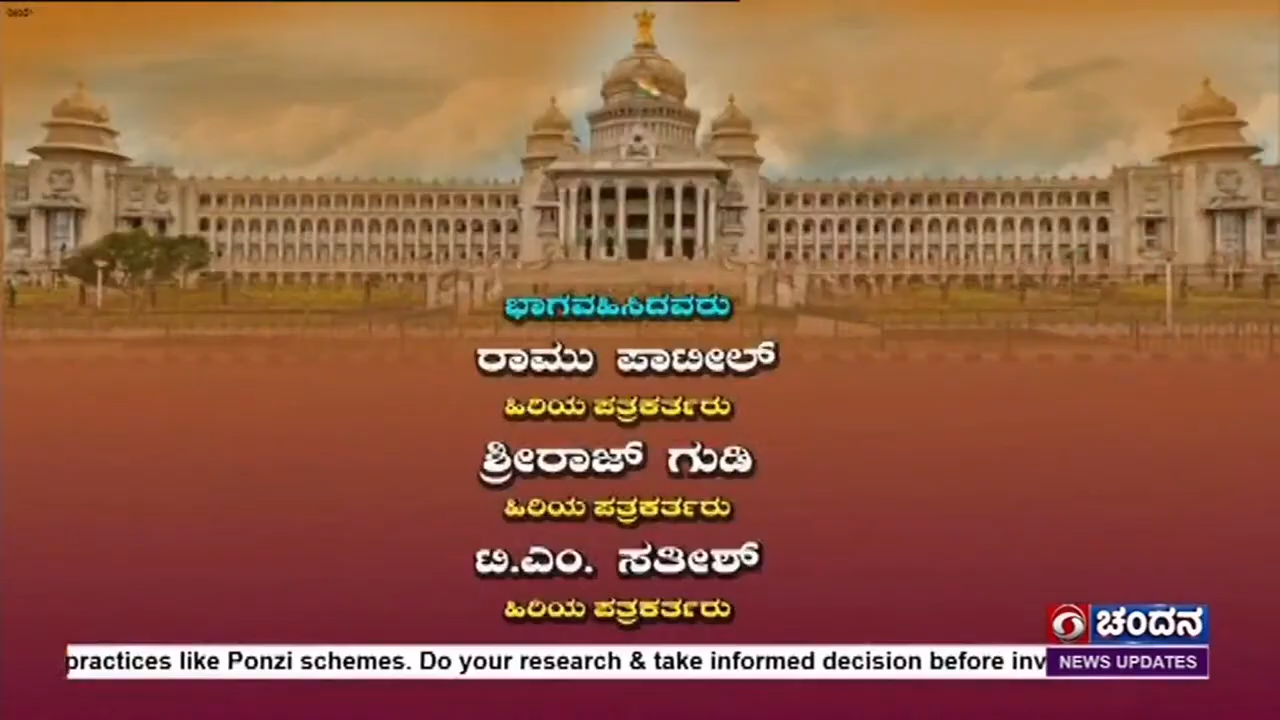 ಭಾಗವಹಿಸಿದವರು
ರಾಮು ಪಾಟೀಲ್
ಹಿರಿಯ ಪತ್ರಕರ್ತರು
ಶ್ರೀರಾಜ್ ಗುಡಿ
ಹಿರಿಯ ಪತ್ರಕರ್ತರು
ಟಿ.ಎಂ. ಸತೀಶ್
ಹಿರಿಯ ಪತ್ರಕರ್ತರು
ಚಂದನ
practices like Ponzi schemes. Do your research & take informed decision before inv
NEWS UPDATES